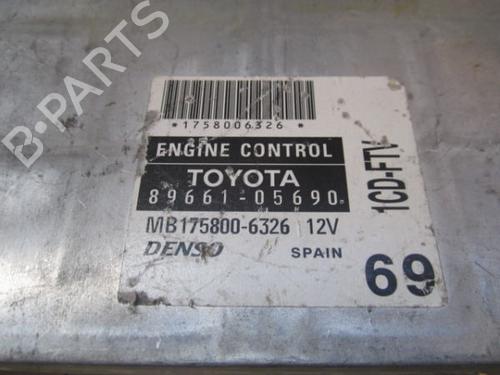 B-PARTS
*1758006326*
ENGINE CONTROL
TOYOTA
89661-05690
MB175800-6326 12V
DENSO SPAIN
69
1CD-FTV